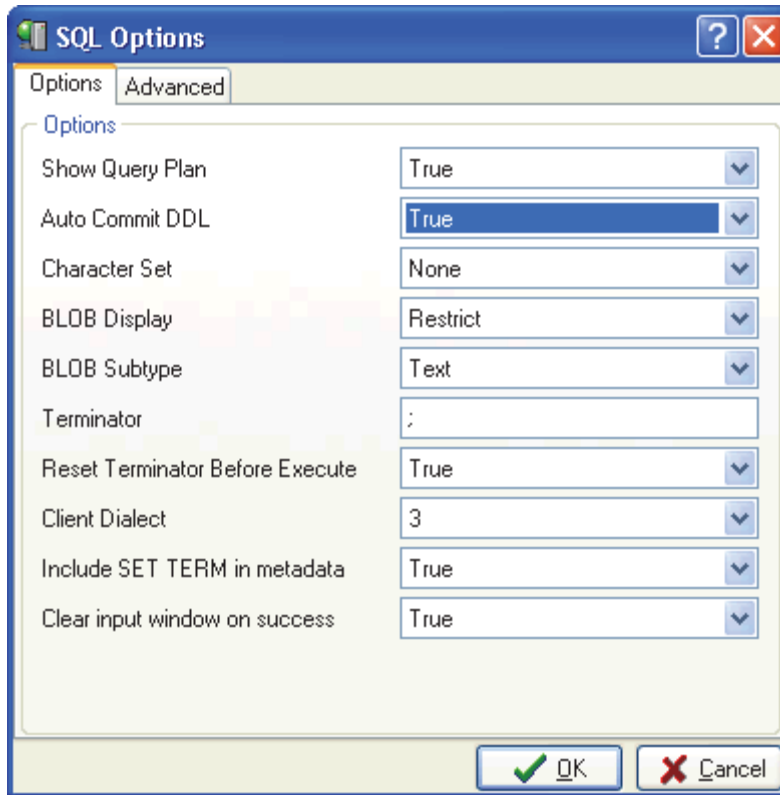 SQL Options
Options Advanced
Options
Show Query Plan True
Auto Commit DDL True
Character Set None
BLOB Display Restrict
BLOB Subtype Text
Terminator ;
Reset Terminator Before Execute True
Client Dialect 3
Include SET TERM in metadata True
Clear input window on success True
OK Cancel